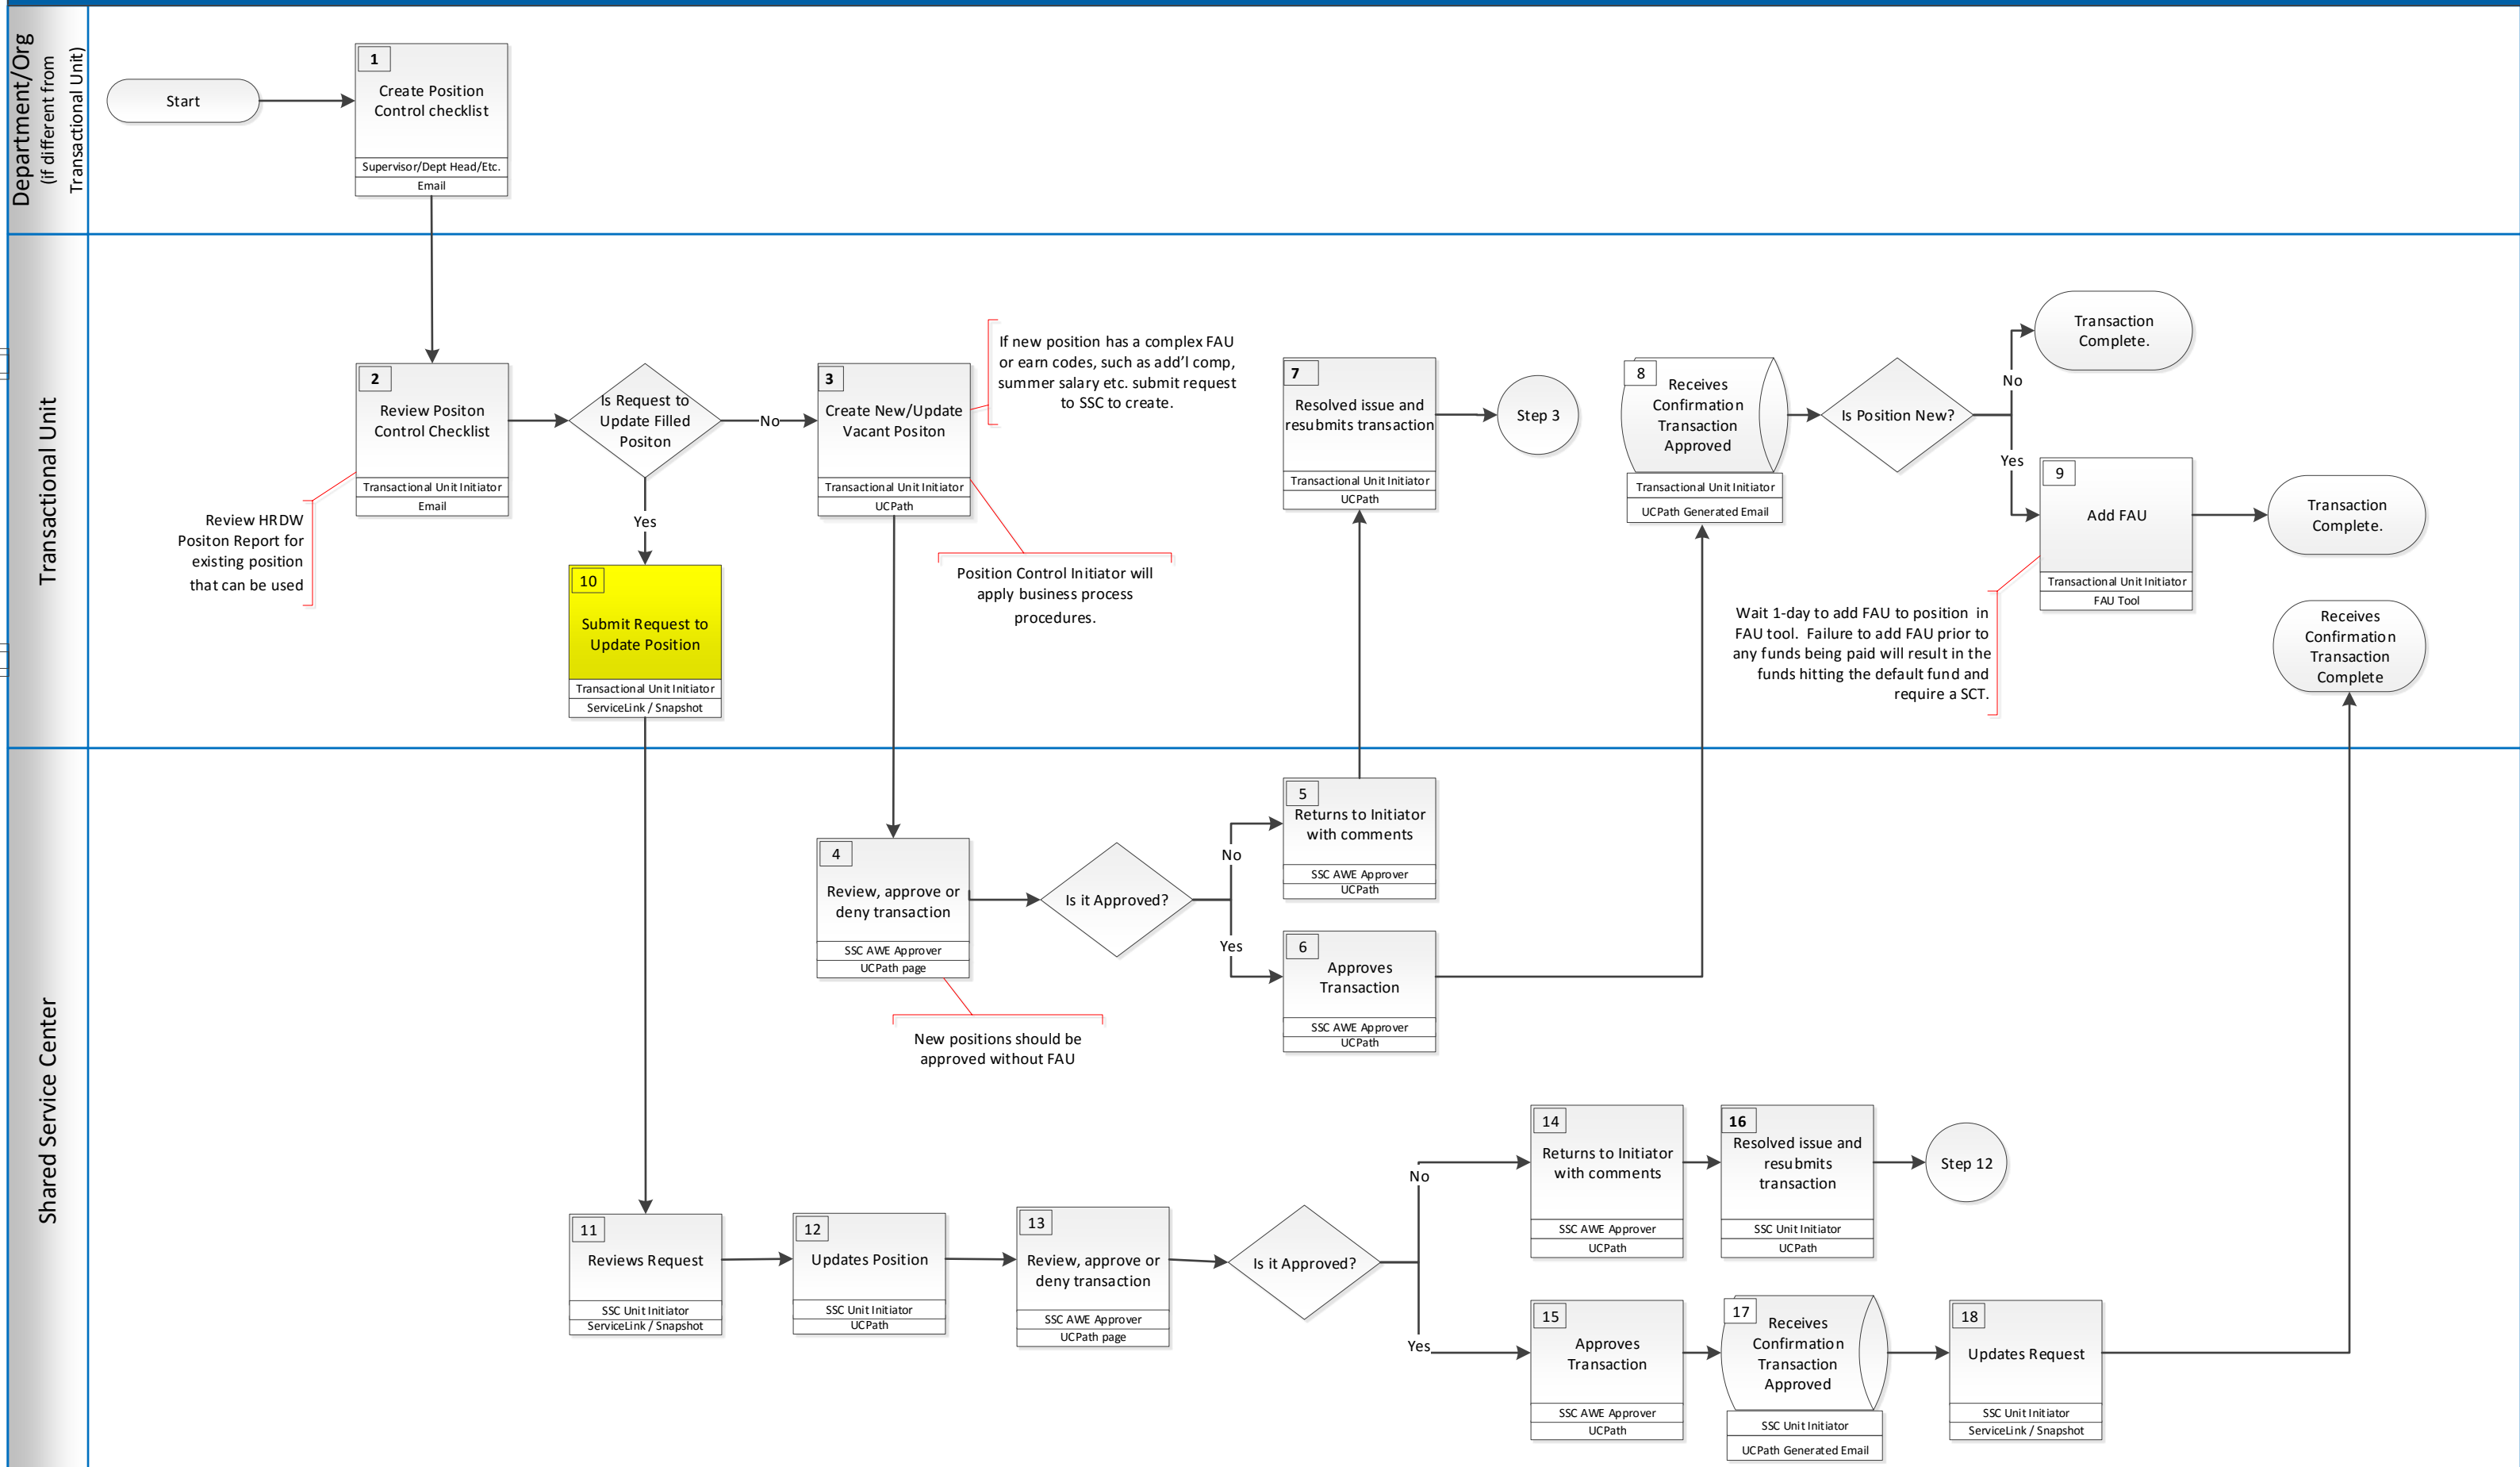 Department/Org
(if different from
Transactional Unit)
Start
1
Create Position
Control checklist
Supervisor/Dept Head/Etc.
Email
Transactional Unit
2
Review Positon
Control Checklist
Transactional Unit Initiator
Email
Review HRDW
Positon Report for
existing position
that can be used
Is Request to
Update Filled
Positon
No
Yes
3
Create New/Update
Vacant Positon
Transactional Unit Initiator
UCPath
If new position has a complex FAU
or earn codes, such as add'l comp,
summer salary etc. submit request
to SSC to create.
Position Control Initiator will
apply business process
procedures.
10
Submit Request to
Update Position
Transactional Unit Initiator
ServiceLink / Snapshot
7
Resolved issue and
resubmits transaction
Transactional Unit Initiator
UCPath
Step 3
8
Receives
Confirmation
Transaction
Approved
Transactional Unit Initiator
UCPath Generated Email
Is Position New?
No
Yes
Transaction
Complete.
9
Add FAU
Transactional Unit Initiator
FAU Tool
Transaction
Complete.
Wait 1-day to add FAU to position in
FAU tool. Failure to add FAU prior to
any funds being paid will result in the
funds hitting the default fund and
require a SCT.
Receives
Confirmation
Transaction
Complete
Shared Service Center
4
Review, approve or
deny transaction
SSC AWE Approver
UCPath page
New positions should be
approved without FAU
Is it Approved?
No
Yes
5
Returns to Initiator
with comments
SSC AWE Approver
UCPath
6
Approves
Transaction
SSC AWE Approver
UCPath
11
Reviews Request
SSC Unit Initiator
ServiceLink / Snapshot
12
Updates Position
SSC Unit Initiator
UCPath
13
Review, approve or
deny transaction
SSC AWE Approver
UCPath page
Is it Approved?
No
Yes
14
Returns to Initiator
with comments
SSC AWE Approver
UCPath
16
Resolved issue and
resubmits
transaction
SSC Unit Initiator
UCPath
Step 12
15
Approves
Transaction
SSC AWE Approver
UCPath
17
Receives
Confirmation
Transaction
Approved
SSC Unit Initiator
UCPath Generated Email
18
Updates Request
SSC Unit Initiator
ServiceLink / Snapshot